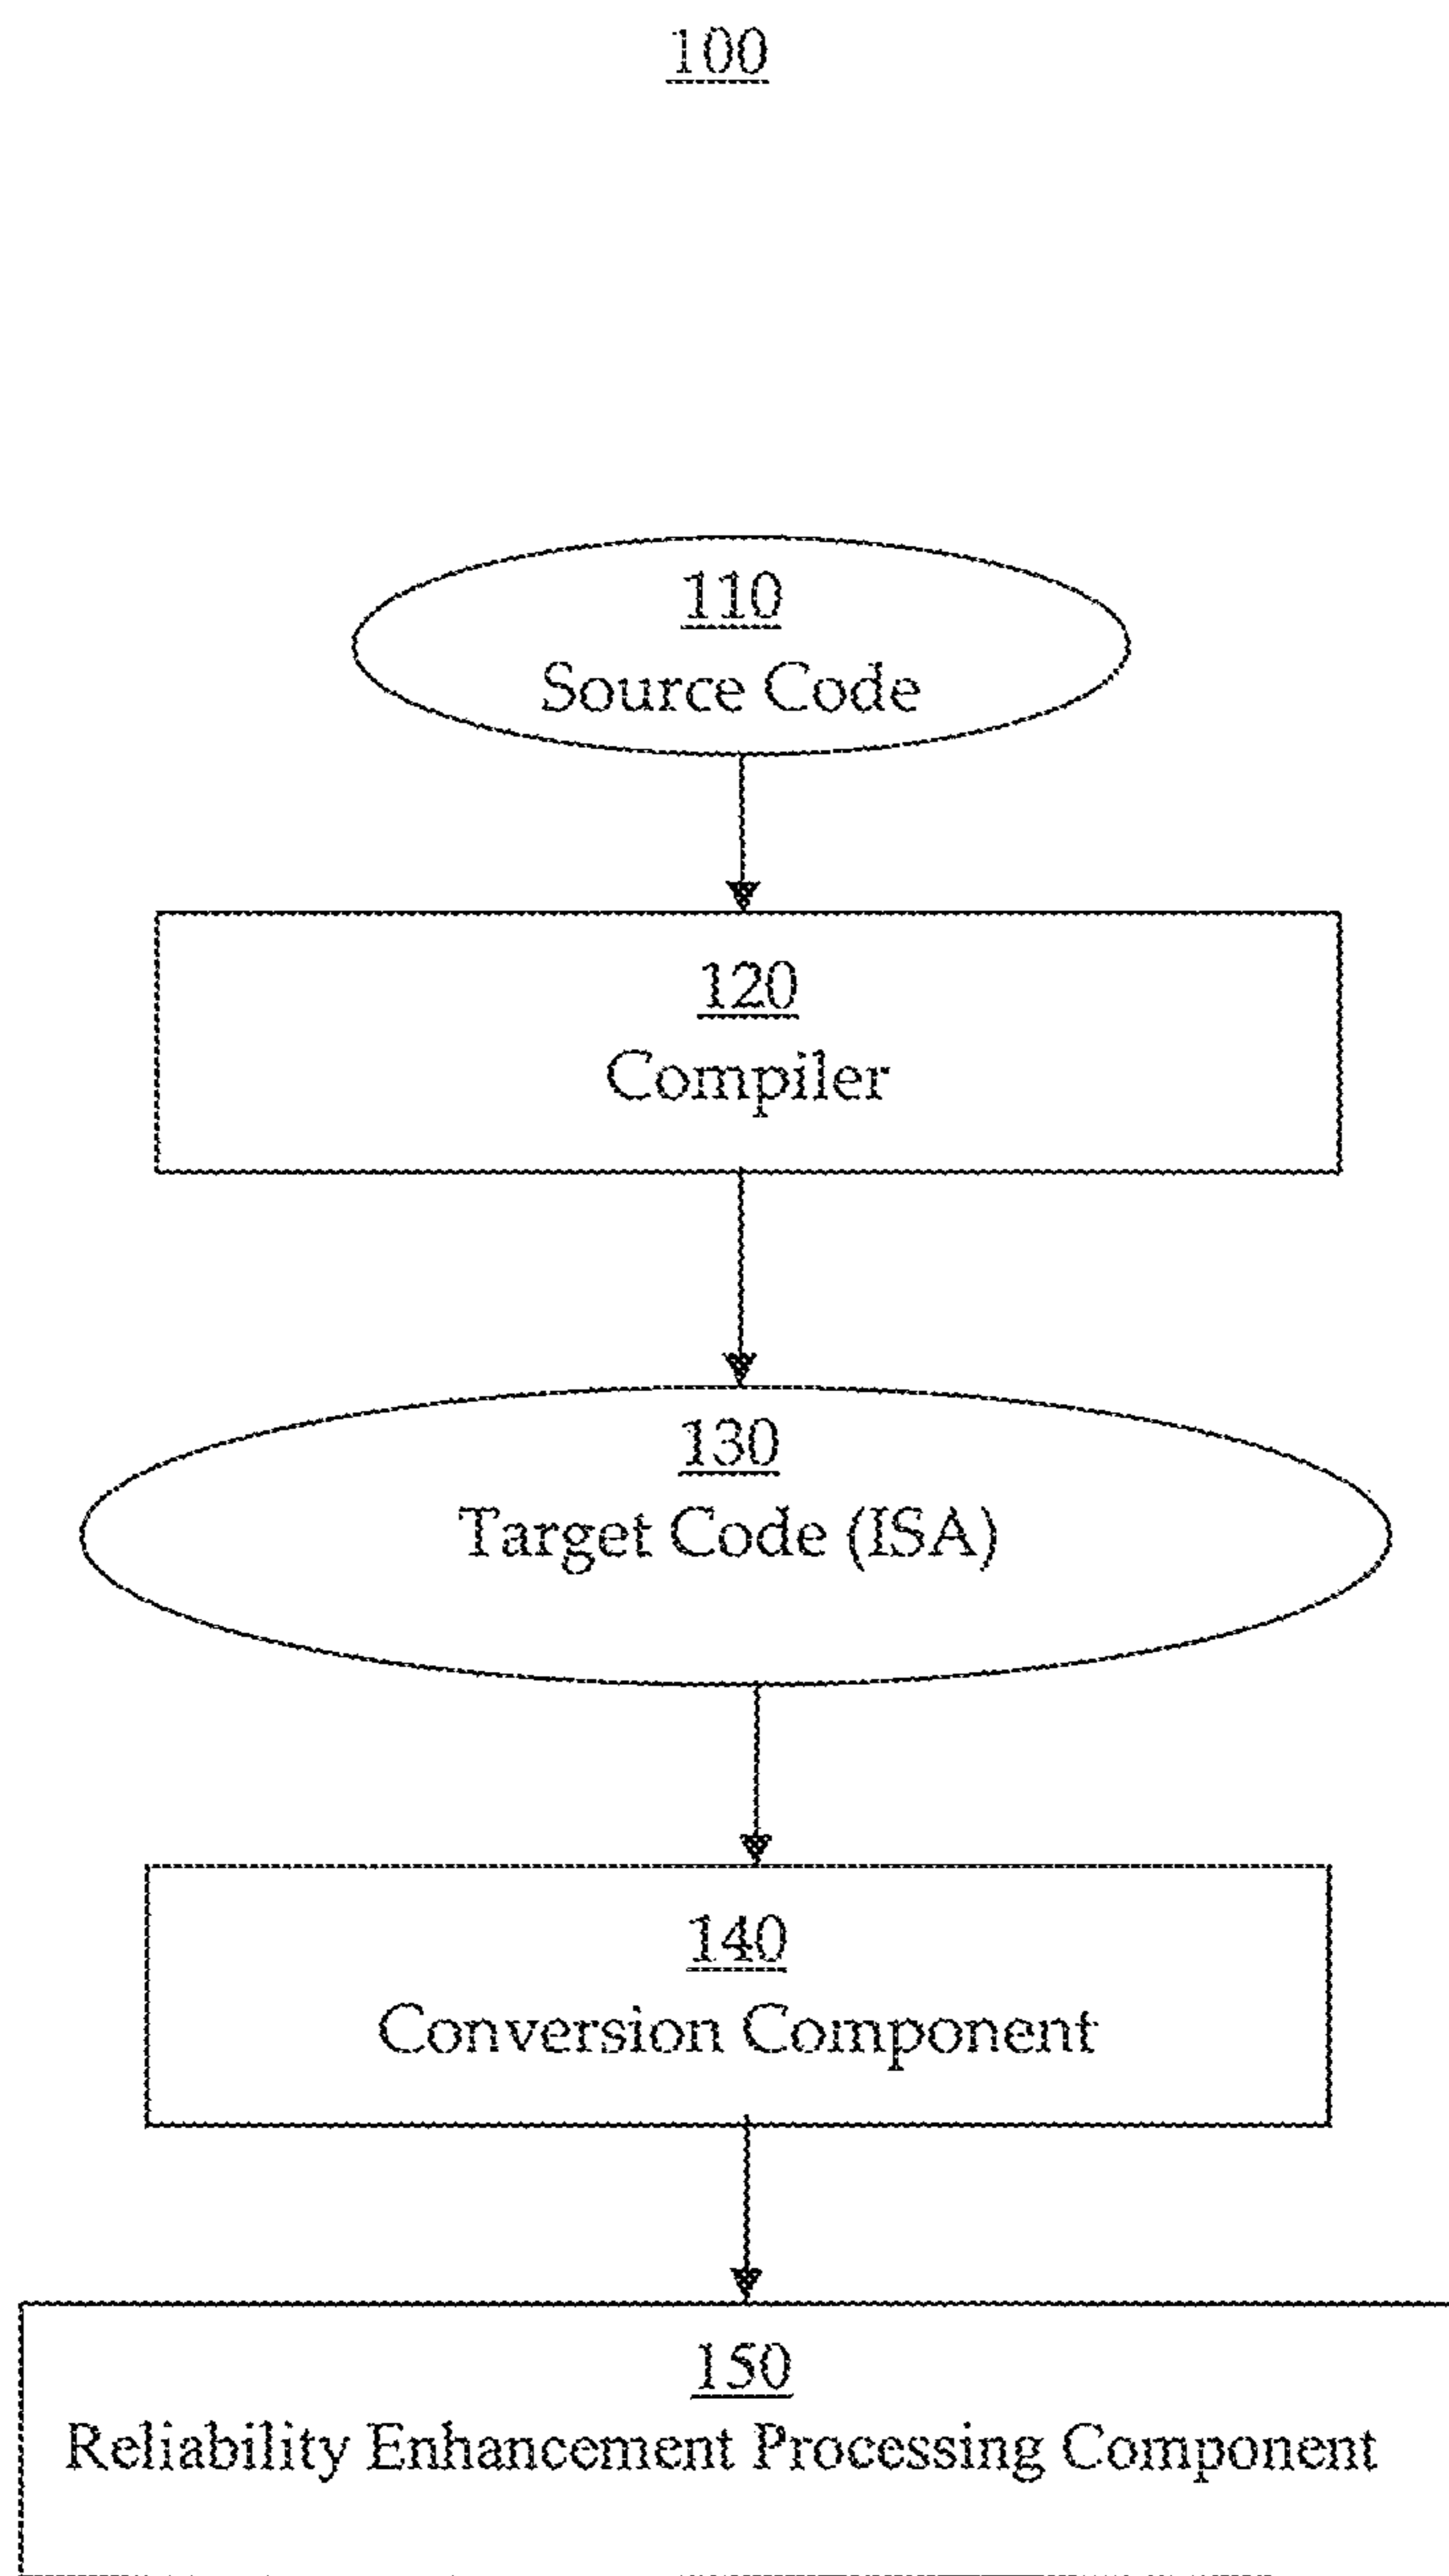 100
110
Source Code
120
Compiler
130
Target Code (ISA)
140
Conversion Component
150
Reliability Enhancement Processing Component